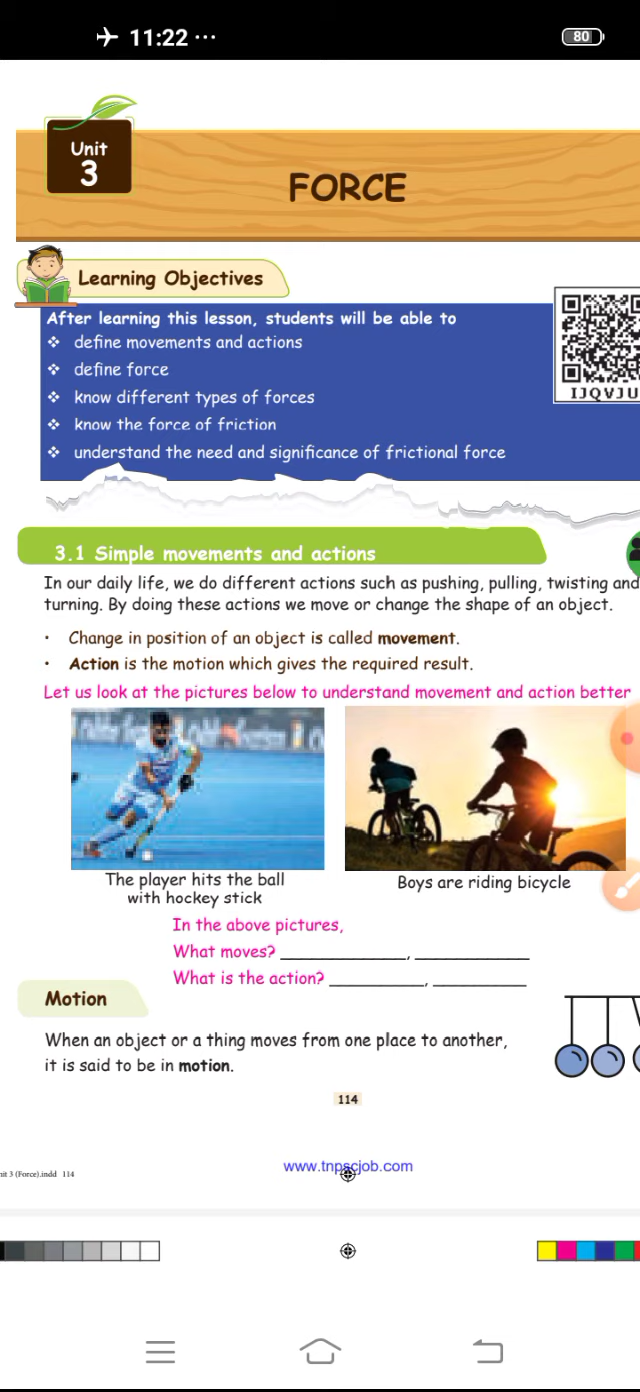 11:22 ...
80
Unit
3
FORCE
Learning Objectives
After learning this lesson, students will be able to
❖ define movements and actions
❖ define force
❖ know different types of forces
❖ know the force of friction
❖ understand the need and significance of frictional force
IJQVJU
3.1 Simple movements and actions
In our daily life, we do different actions such as pushing, pulling, twisting and
turning. By doing these actions we move or change the shape of an object.
• Change in position of an object is called movement.
• Action is the motion which gives the required result.
Let us look at the pictures below to understand movement and action better
The player hits the ball
with hockey stick
Boys are riding bicycle
In the above pictures,
What moves? ____________, ___________
What is the action? _________, _________
Motion
When an object or a thing moves from one place to another,
it is said to be in motion.
114
www.tnpscjob.com
nit 3 (Force).indd 114